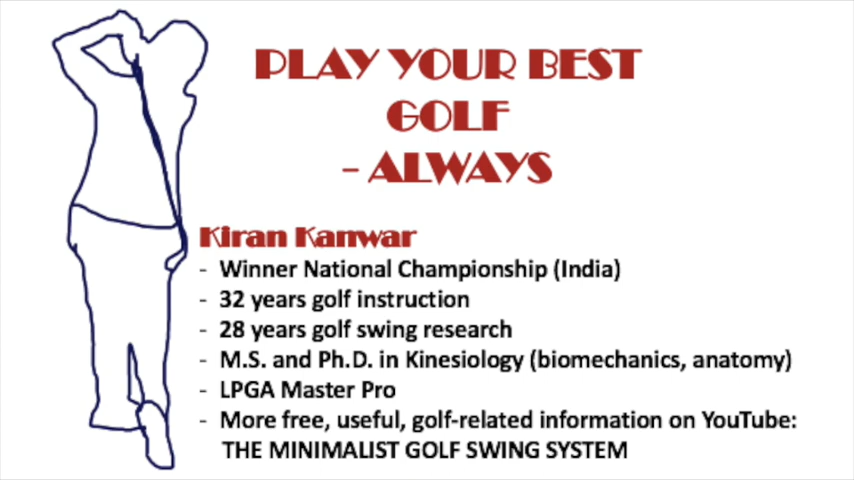 PLAY YOUR BEST
GOLF
- ALWAYS
Kiran Kanwar
- Winner National Championship (India)
- 32 years golf instruction
- 28 years golf swing research
- M.S. and Ph.D. in Kinesiology (biomechanics, anatomy)
- LPGA Master Pro
- More free, useful, golf-related information on YouTube:
THE MINIMALIST GOLF SWING SYSTEM